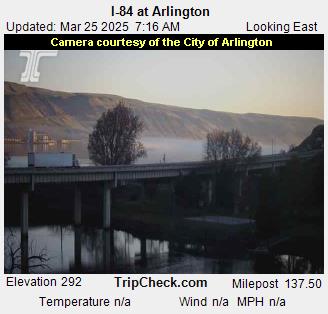 I-84 at Arlington
Updated: Mar 25 2025 7:16 AM Looking East
Camera courtesy of the City of Arlington
Elevation 292 TripCheck.com Milepost 137.50
Temperature n/a Wind n/a MPH n/a